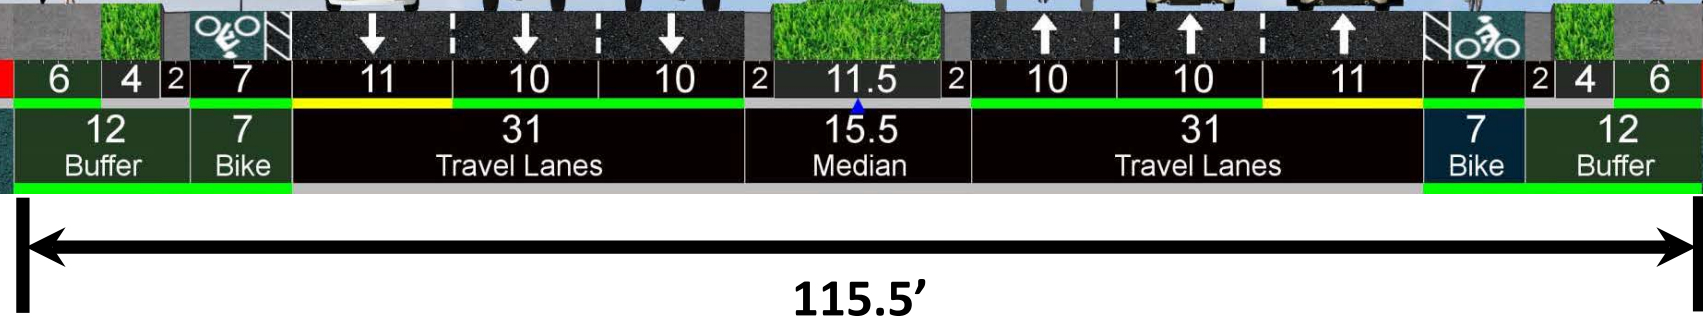 6 4 2 7 11 10 10 2 11.5 2 10 10 11 7 2 4 6
12 7 31 15.5 31 7 12
Buffer Bike Travel Lanes Median Travel Lanes Bike Buffer
115.5’